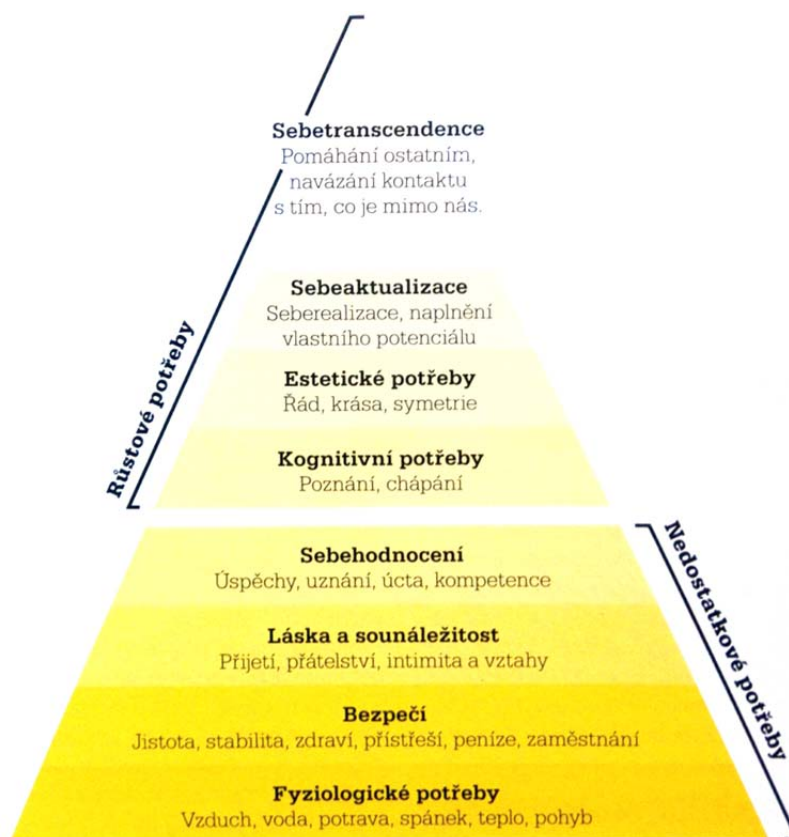 Sebetranscendence
Pomáhání ostatním,
navázání kontaktu
s tím, co je mimo nás.
Sebeaktualizace
Seberealizace, naplnění
vlastního potenciálu
Estetické potřeby
Řád, krása, symetrie
Kognitivní potřeby
Poznání, chápání
Růstové potřeby
Sebehodnocení
Úspěchy, uznání, úcta, kompetence
Láska a sounáležitost
Přijetí, přátelství, intimita a vztahy
Bezpečí
Jistota, stabilita, zdraví, přístřeší, peníze, zaměstnání
Fyziologické potřeby
Vzduch, voda, potrava, spánek, teplo, pohyb
Nedostatkové potřeby